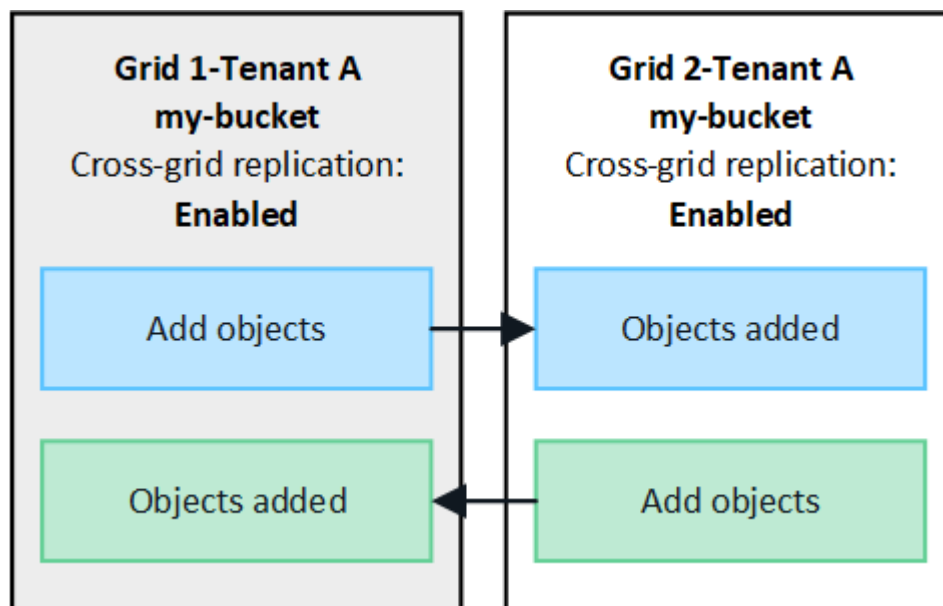 Grid 1-Tenant A
my-bucket
Cross-grid replication:
Enabled
Add objects
Objects added
Grid 2-Tenant A
my-bucket
Cross-grid replication:
Enabled
Objects added
Add objects